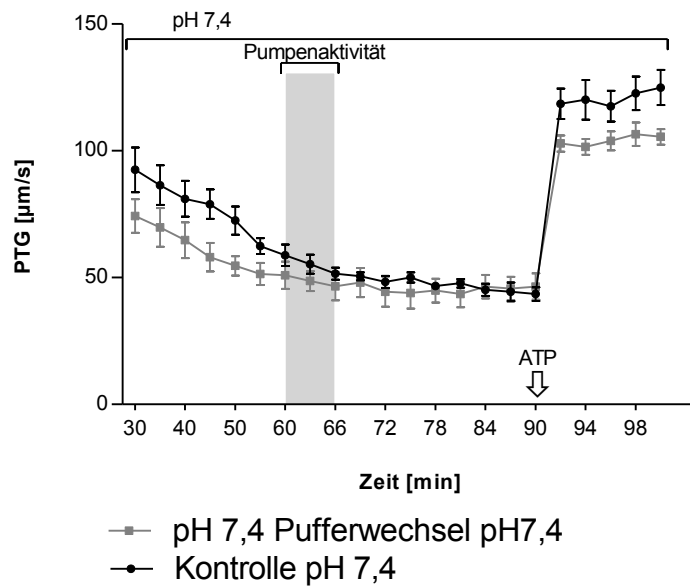 pH 7,4
Pumpenaktivität
150
100
50
0
PTG [µm/s]
ATP
30 40 50 60 66 72 78 84 90 94 98
Zeit [min]
pH 7,4 Pufferwechsel pH7,4
Kontrolle pH 7,4